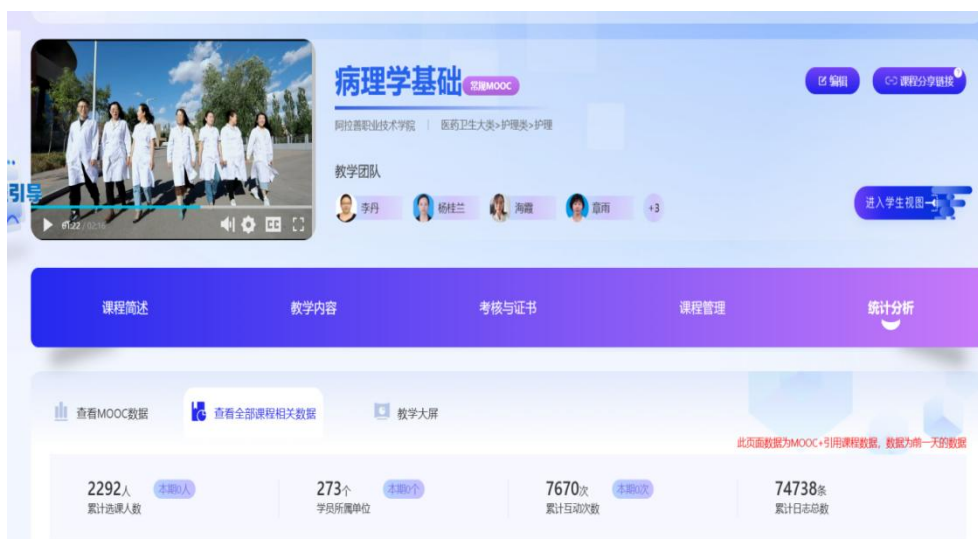 病理学基础 常规MOOC
编辑
课程分享链接
阿拉善职业技术学院 | 医药卫生大类>护理类>护理
教学团队
李丹 杨桂兰 海霞 章雨 +3
引导
进入学生视图
01:22 / 02:16
课程简述 教学内容 考核与证书 课程管理 统计分析
查看MOOC数据 查看全部课程相关数据 教学大屏
此页面数据为MOOC+引用课程数据，数据为前一天的数据
2292人 本期0人 273个 本期0个 7670次 本期0次 74738条
累计选课人数 学员所属单位 累计互动次数 累计日志总数